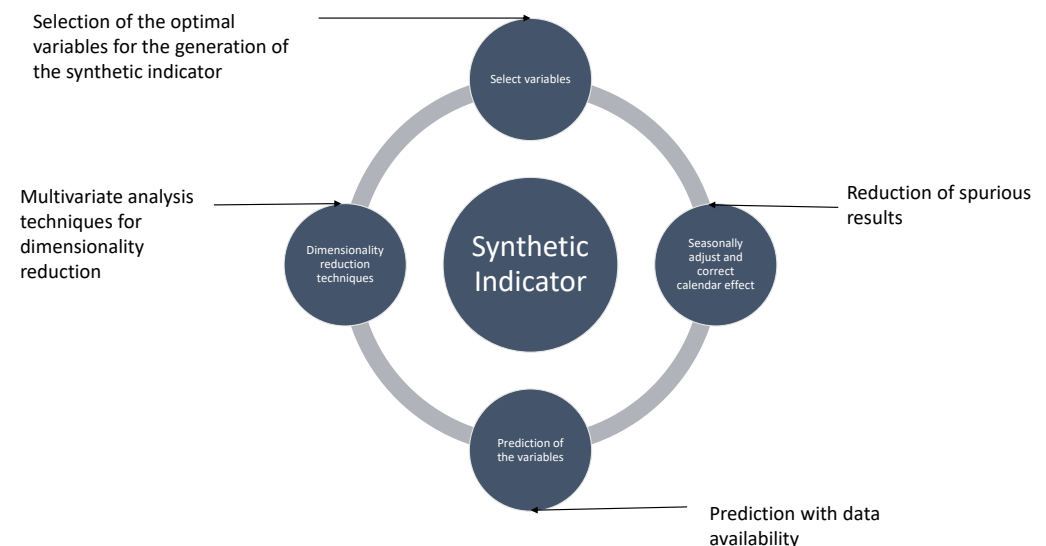 Selection of the optimal
variables for the generation of
the synthetic indicator
Select variables
Multivariate analysis
techniques for
dimensionality
reduction
Dimensionality
reduction
techniques
Synthetic
Indicator
Seasonally
adjust and
correct
calendar effect
Reduction of spurious
results
Prediction of
the variables
Prediction with data
availability